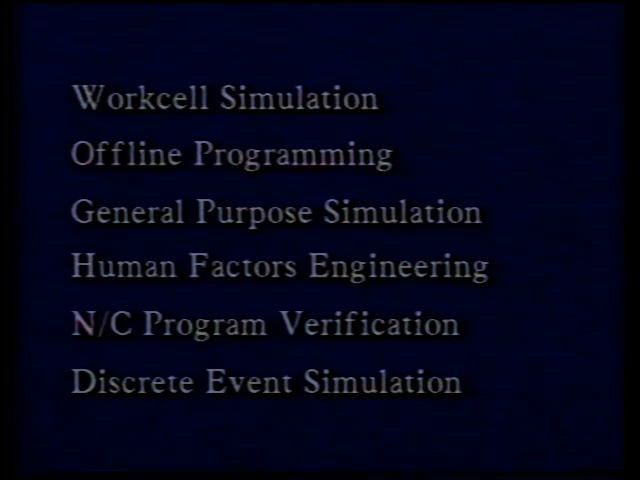 Workcell Simulation
Offline Programming
General Purpose Simulation
Human Factors Engineering
N/C Program Verification
Discrete Event Simulation